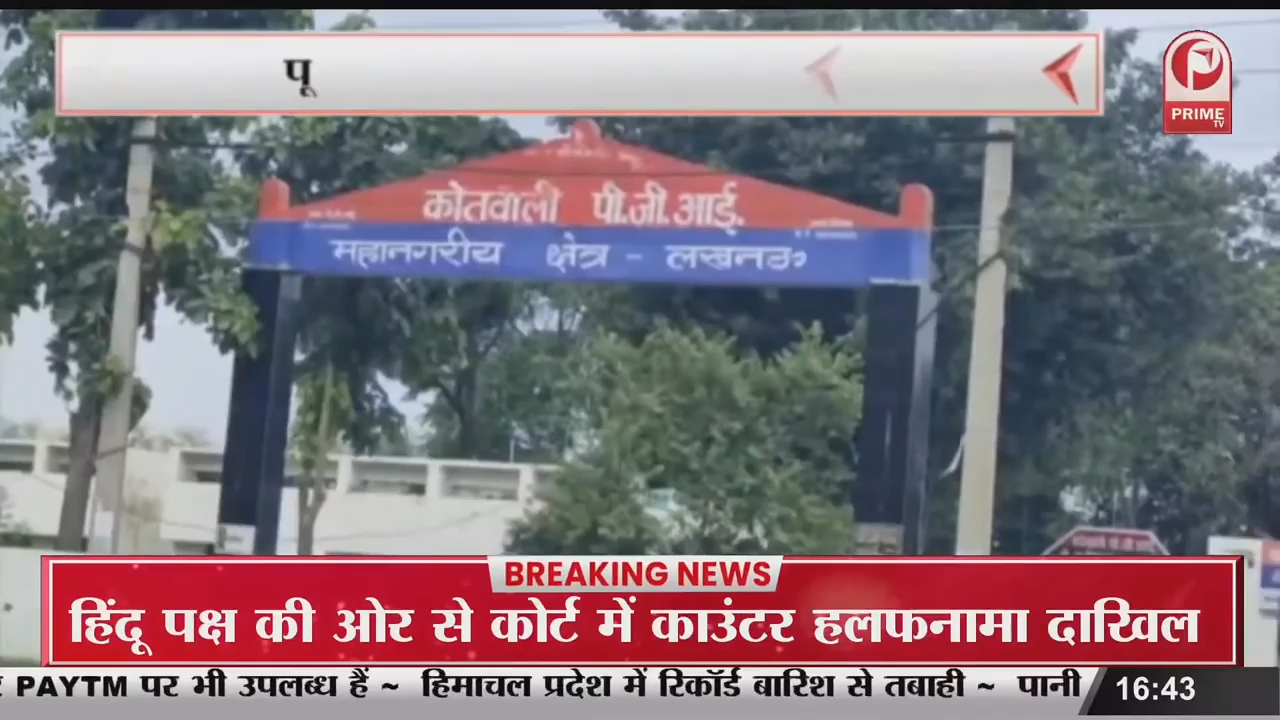 पू
PRIME
TV
कोतवाली पी.जी.आई.
महानगरीय क्षेत्र - लखनऊ
BREAKING NEWS
हिंदू पक्ष की ओर से कोर्ट में काउंटर हलफनामा दाखिल
PAYTM पर भी उपलब्ध हैं ~ हिमाचल प्रदेश में रिकॉर्ड बारिश से तबाही ~ पानी
16:43